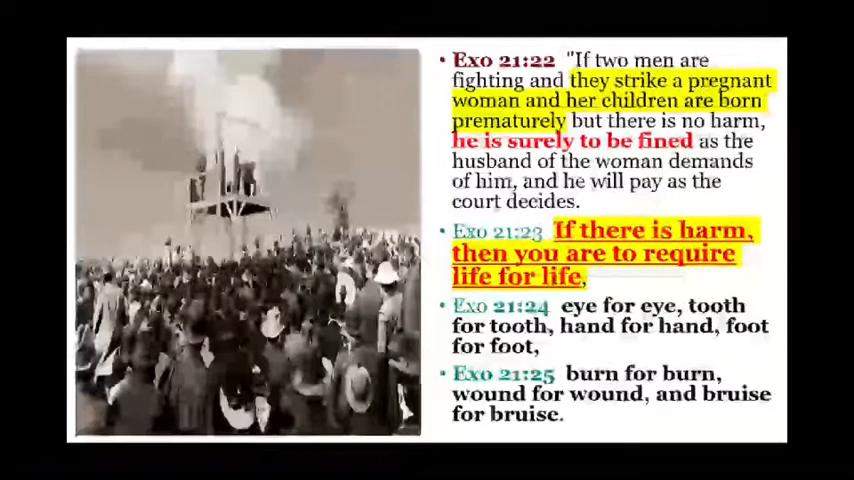 • Exo 21:22 "If two men are
fighting and they strike a pregnant
woman and her children are born
prematurely but there is no harm,
he is surely to be fined as the
husband of the woman demands
of him, and he will pay as the
court decides.
• Exo 21:23 If there is harm,
then you are to require
life for life,
• Exo 21:24 eye for eye, tooth
for tooth, hand for hand, foot
for foot,
• Exo 21:25 burn for burn,
wound for wound, and bruise
for bruise.